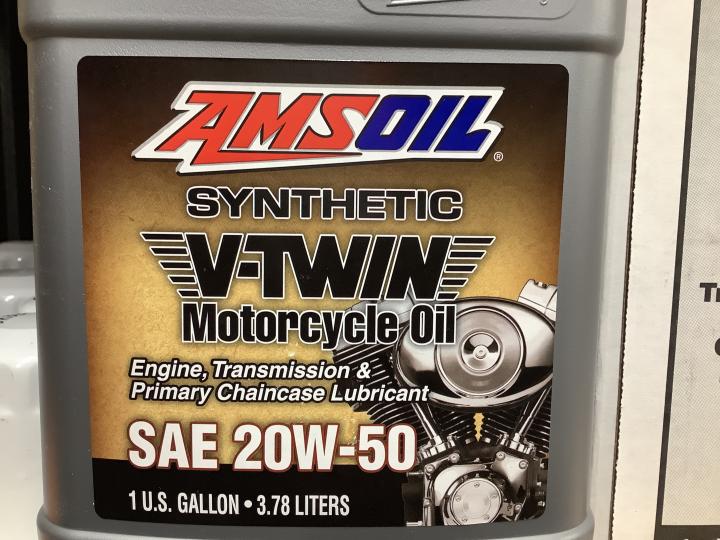 AMSOIL®
SYNTHETIC
V-TWIN
Motorcycle Oil
Engine, Transmission &
Primary Chaincase Lubricant
SAE 20W-50
1 U.S. GALLON • 3.78 LITERS